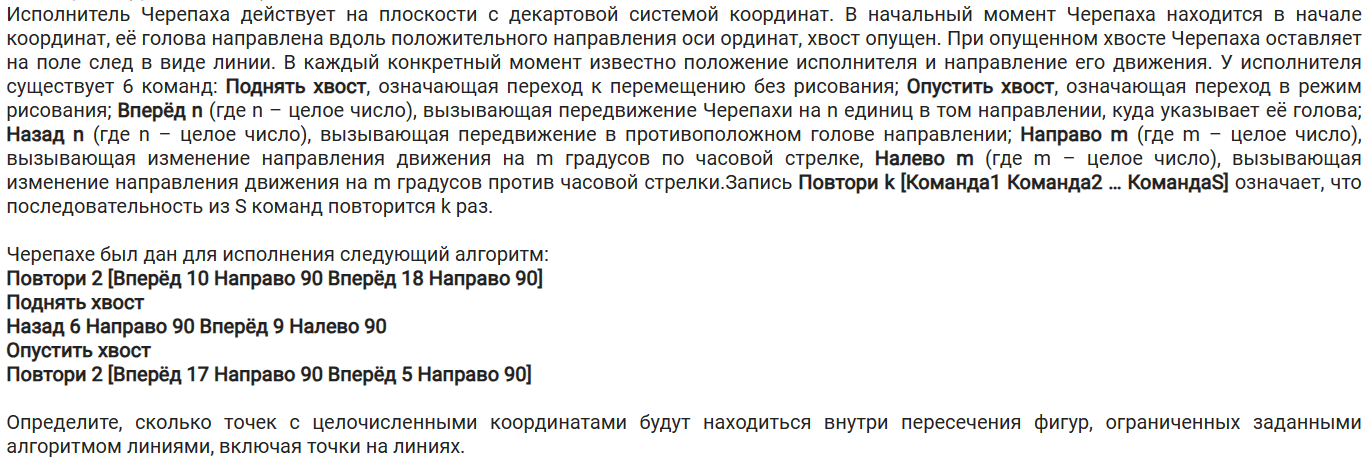 Исполнитель Черепаха действует на плоскости с декартовой системой координат. В начальный момент Черепаха находится в начале
координат, её голова направлена вдоль положительного направления оси ординат, хвост опущен. При опущенном хвосте Черепаха оставляет
на поле след в виде линии. В каждый конкретный момент известно положение исполнителя и направление его движения. У исполнителя
существует 6 команд: Поднять хвост, означающая переход к перемещению без рисования; Опустить хвост, означающая переход в режим
рисования; Вперёд n (где n – целое число), вызывающая передвижение Черепахи на n единиц в том направлении, куда указывает её голова;
Назад n (где n – целое число), вызывающая передвижение в противоположном голове направлении; Направо m (где m – целое число),
вызывающая изменение направления движения на m градусов по часовой стрелке, Налево m (где m – целое число), вызывающая
изменение направления движения на m градусов против часовой стрелки.Запись Повтори k [Команда1 Команда2 … КомандаS] означает, что
последовательность из S команд повторится k раз.
Черепахе был дан для исполнения следующий алгоритм:
Повтори 2 [Вперёд 10 Направо 90 Вперёд 18 Направо 90]
Поднять хвост
Назад 6 Направо 90 Вперёд 9 Налево 90
Опустить хвост
Повтори 2 [Вперёд 17 Направо 90 Вперёд 5 Направо 90]
Определите, сколько точек с целочисленными координатами будут находиться внутри пересечения фигур, ограниченных заданными
алгоритмом линиями, включая точки на линиях.